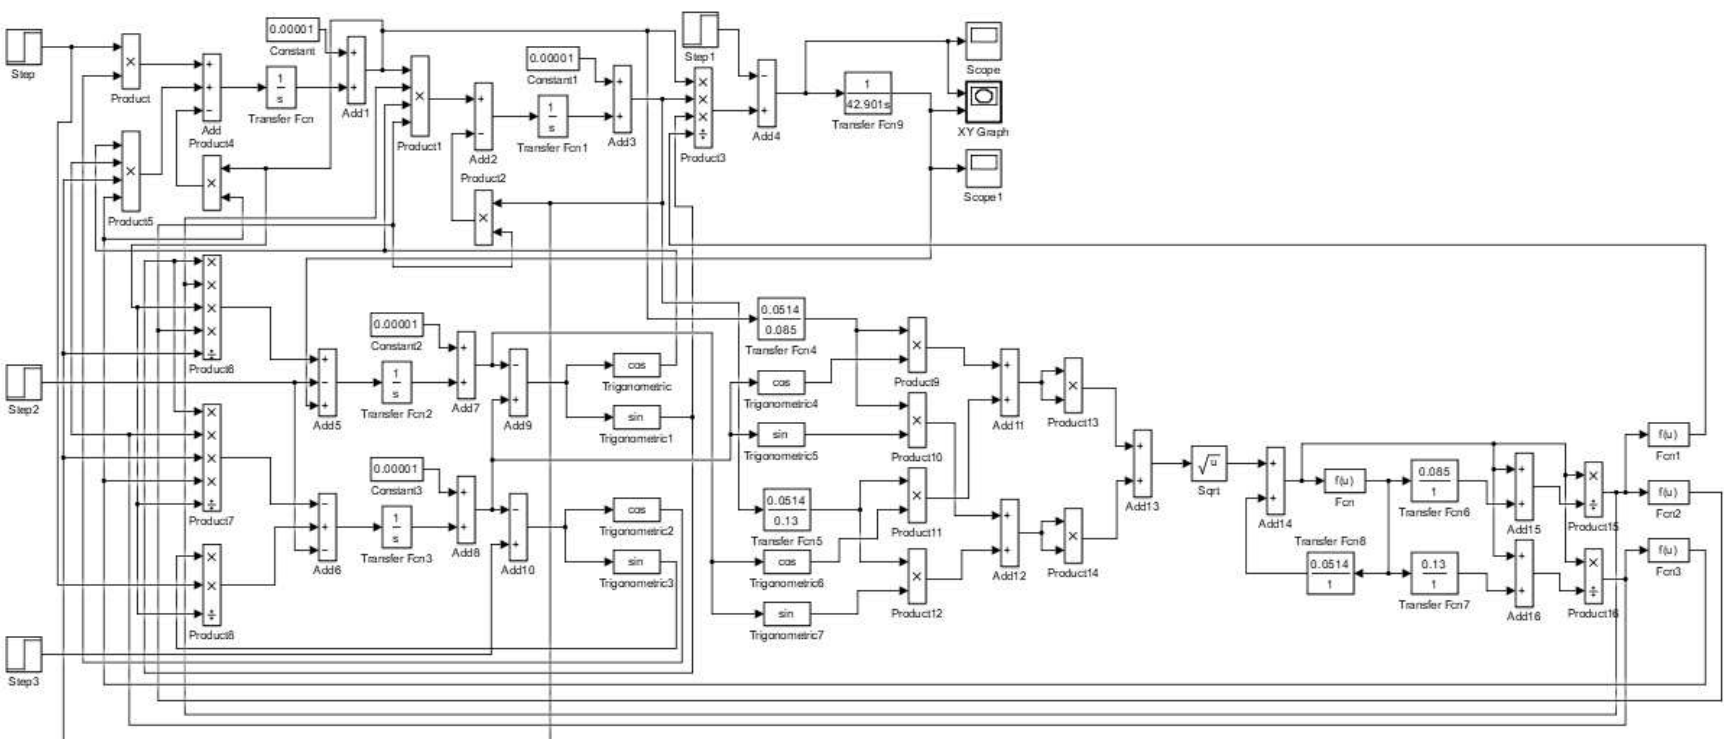 Step
Product
0.00001
Constant
+
+
Add1
+
+
-
Add
1
s
Transfer Fcn
Product4
Product5
Product1
0.00001
Constant1
+
-
Add2
1
s
Transfer Fcn1
+
+
Add3
Product2
Step1
Product3
-
+
Add4
1
42.901s
Transfer Fcn9
Scope
XY Graph
Scope1
Product6
Step2
0.00001
Constant2
+
-
+
Add5
1
s
Transfer Fcn2
+
+
Add7
-
+
Add9
cos
Trigonometric
sin
Trigonometric1
Product7
0.00001
Constant3
-
+
-
Add6
1
s
Transfer Fcn3
+
+
Add8
-
+
Add10
cos
Trigonometric2
sin
Trigonometric3
Product8
Step3
0.0514
0.085
Transfer Fcn4
cos
Trigonometric4
sin
Trigonometric5
0.0514
0.13
Transfer Fcn5
cos
Trigonometric6
sin
Trigonometric7
Product9
Product10
Product11
Product12
+
+
Add11
+
+
Add12
Product13
Product14
+
+
Add13
√u
Sqrt
+
+
Add14
f(u)
Fcn
0.085
1
Transfer Fcn6
Transfer Fcn8
0.0514
1
0.13
1
Transfer Fcn7
+
+
Add15
+
+
Add16
Product15
Product16
f(u)
Fcn1
f(u)
Fcn2
f(u)
Fcn3